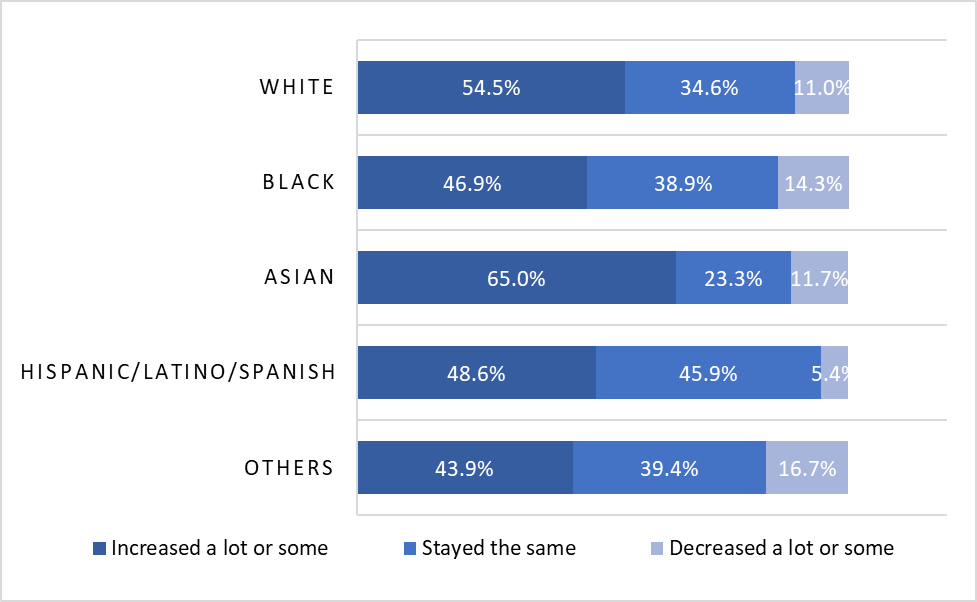 WHITE 54.5% 34.6% 11.0%
BLACK 46.9% 38.9% 14.3%
ASIAN 65.0% 23.3% 11.7%
HISPANIC/LATINO/SPANISH 48.6% 45.9% 5.4%
OTHERS 43.9% 39.4% 16.7%
Increased a lot or some Stayed the same Decreased a lot or some